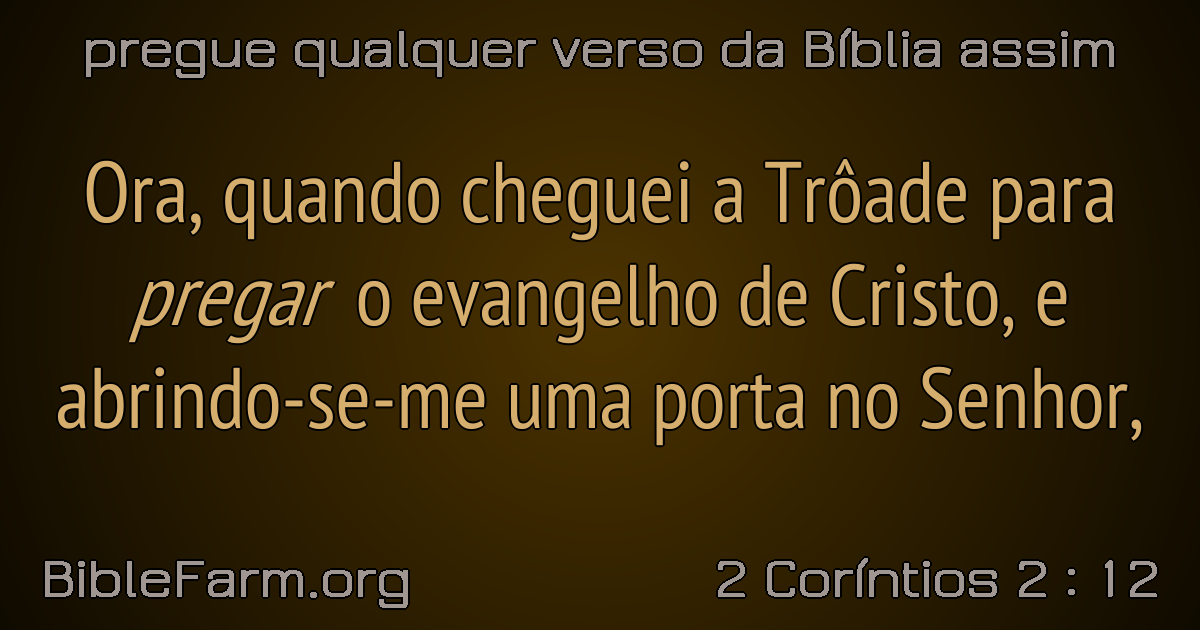 pregue qualquer verso da Bíblia assim
Ora, quando cheguei a Trôade para
pregar o evangelho de Cristo, e
abrindo-se-me uma porta no Senhor,
BibleFarm.org
2 Coríntios 2 : 12